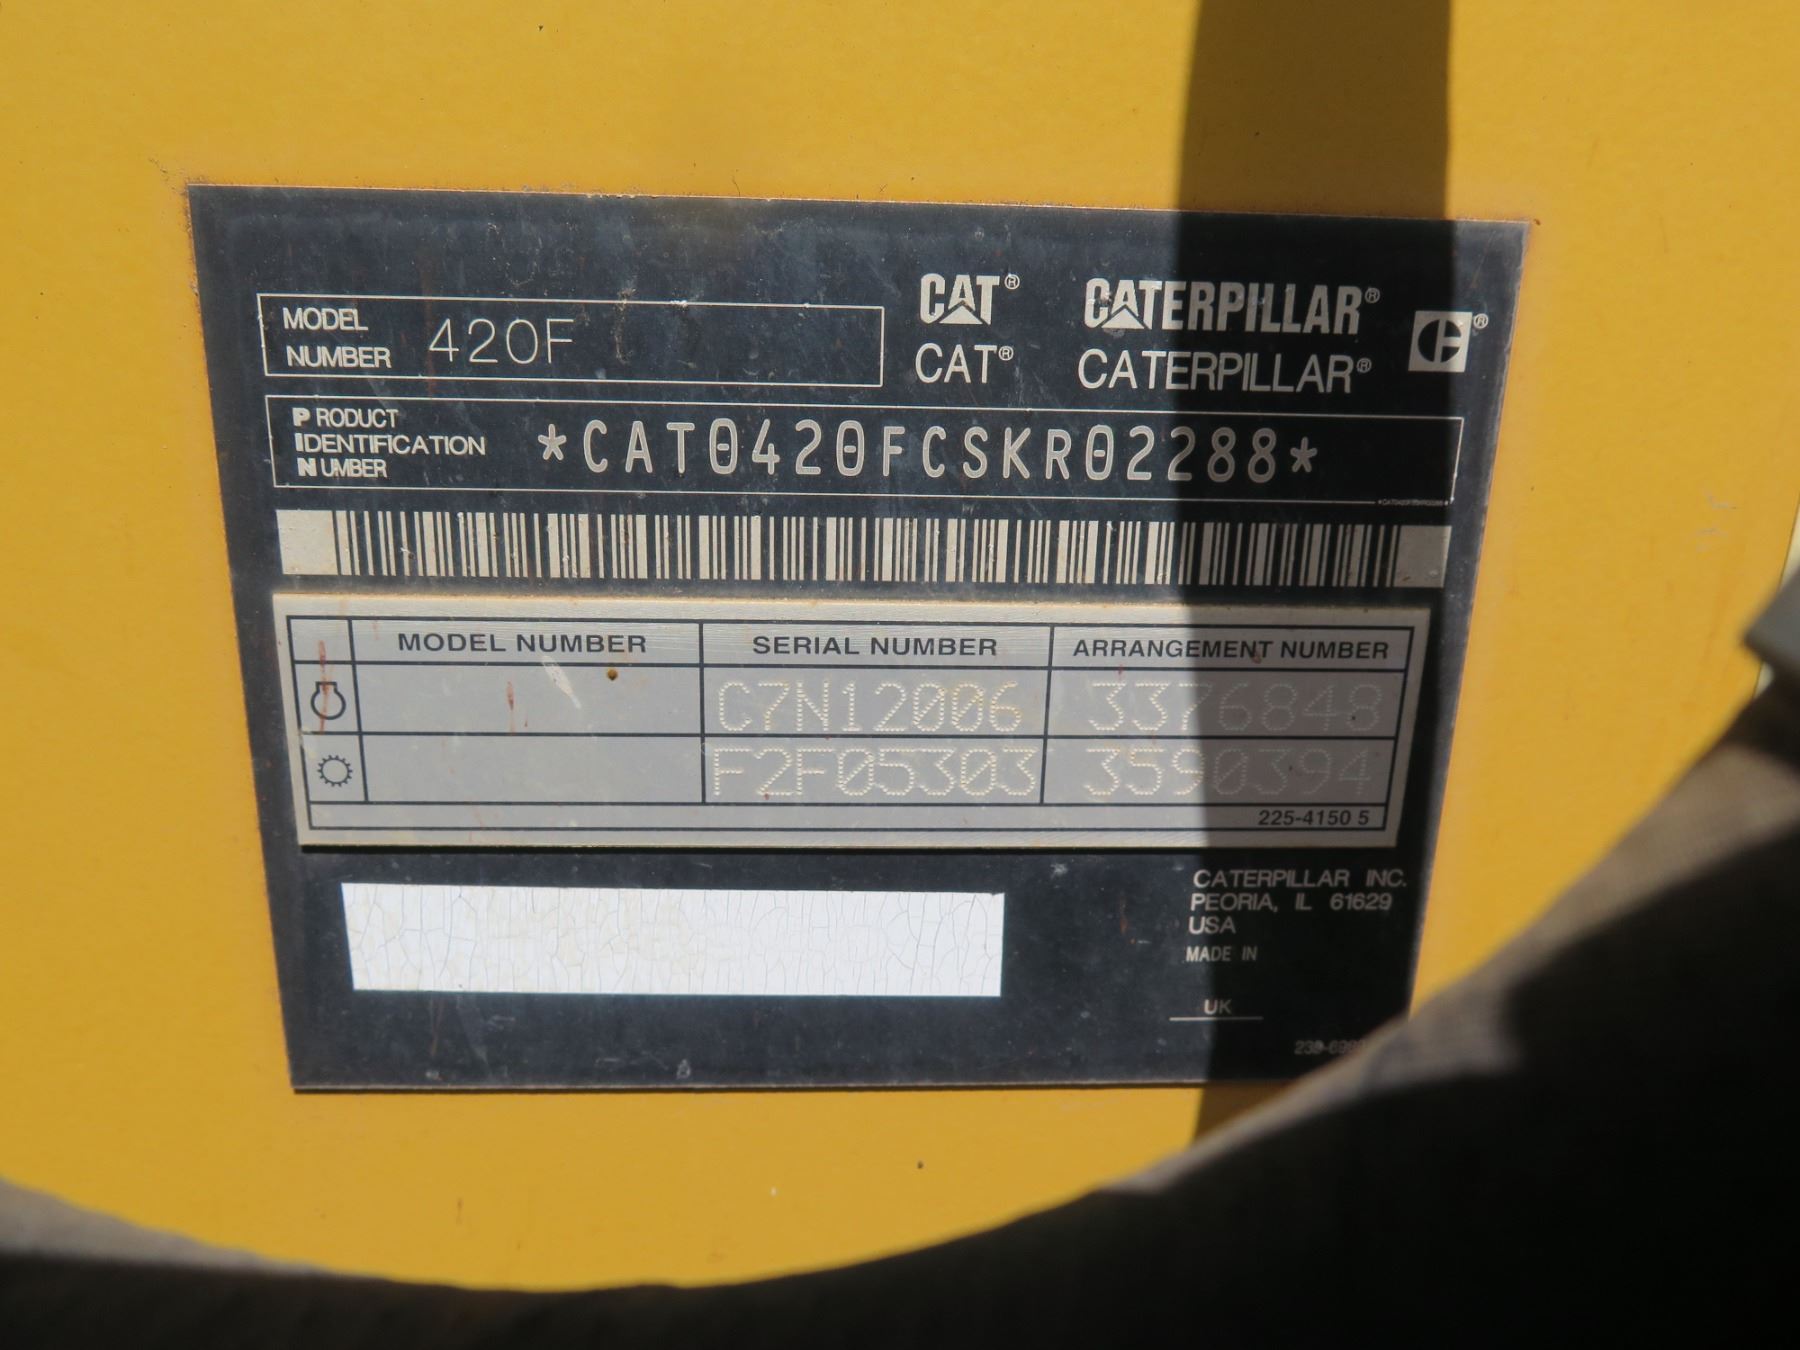 MODEL NUMBER 420F
CAT® CATERPILLAR®
CAT® CATERPILLAR®
PRODUCT
IDENTIFICATION
NUMBER
*CAT0420FCSKR02288*
MODEL NUMBER SERIAL NUMBER ARRANGEMENT NUMBER
C7N12006 3376848
F2F05303 3590394
225-4150 5
CATERPILLAR INC.
PEORIA, IL 61629
USA
MADE IN
UK